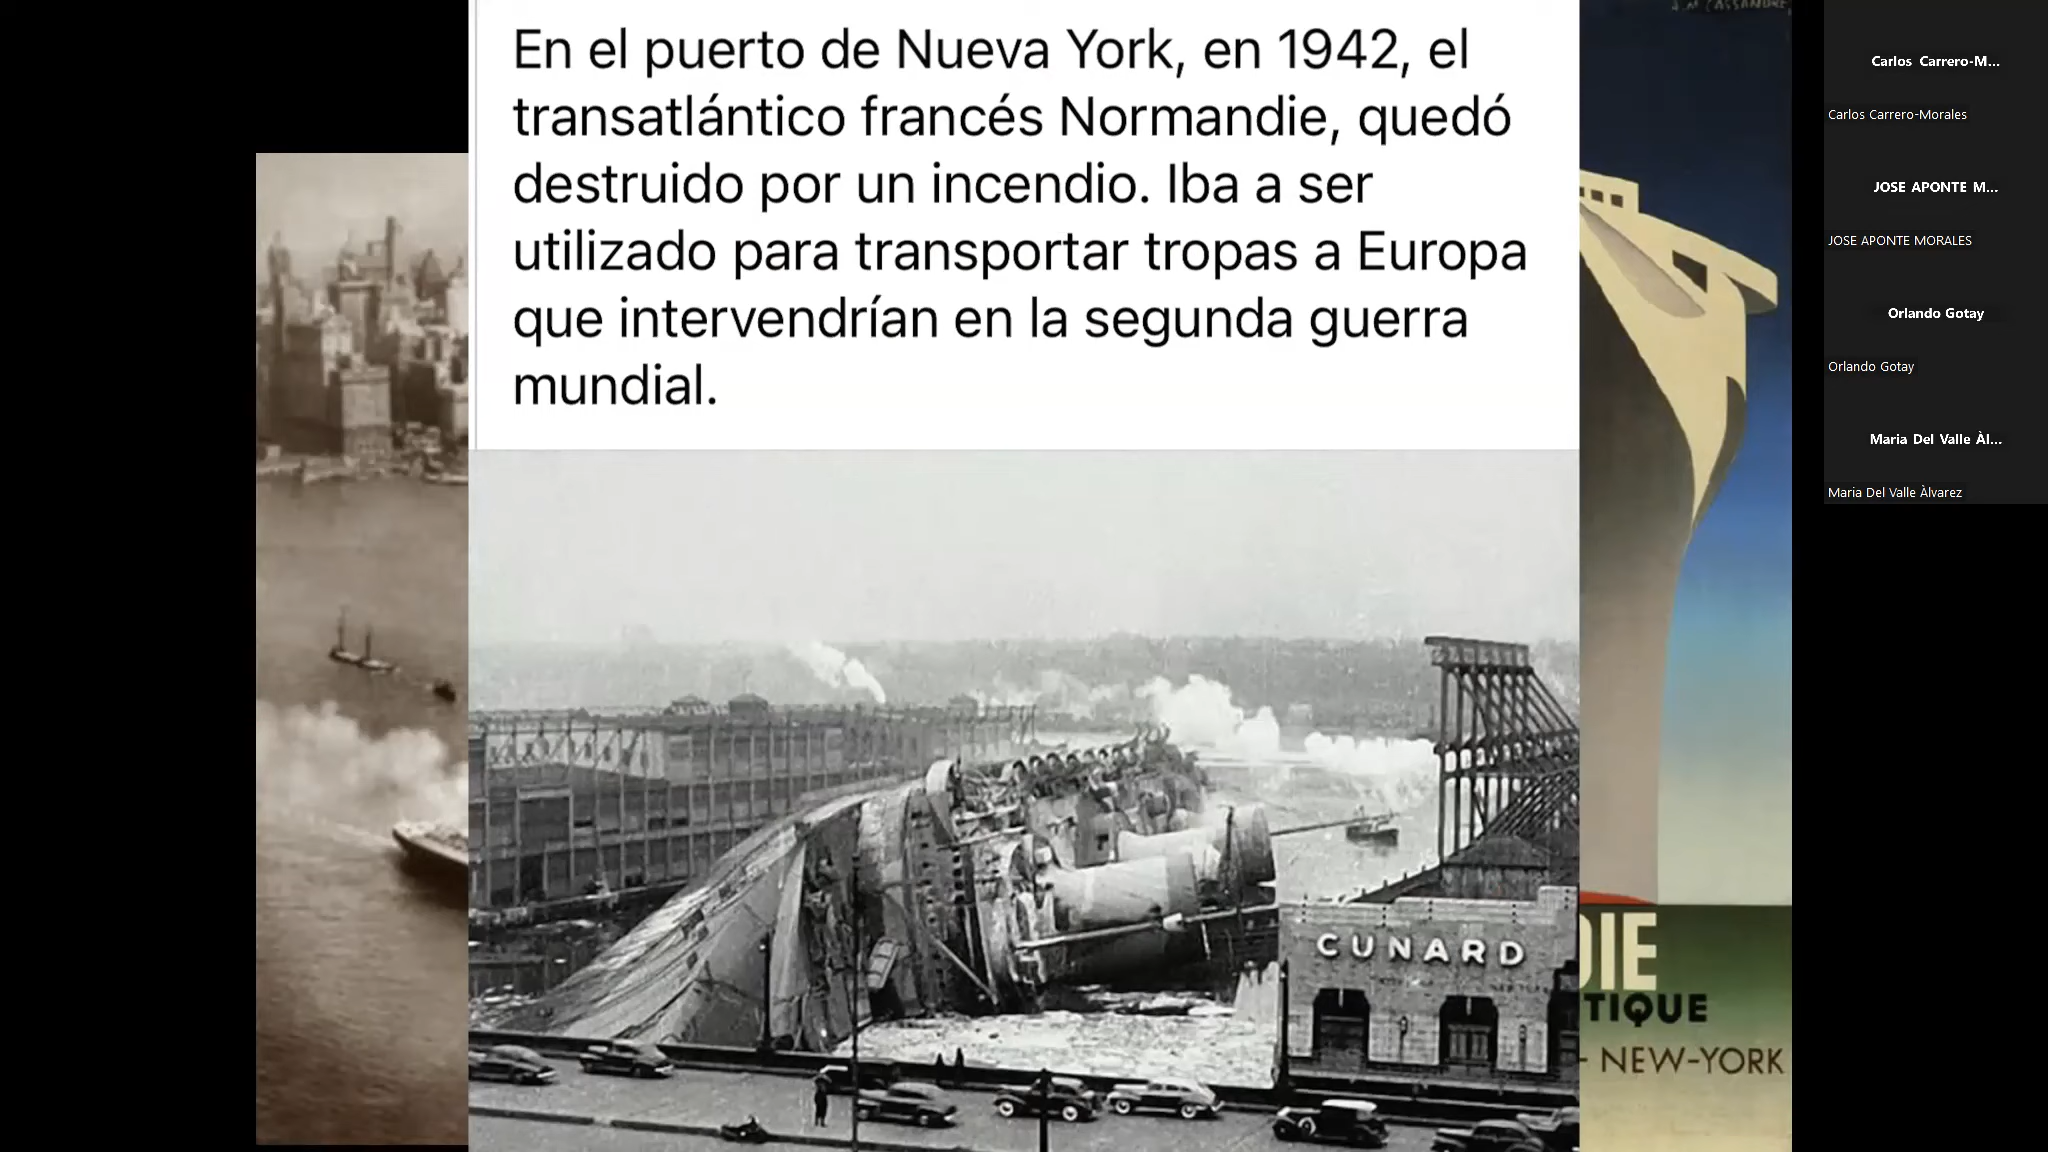 En el puerto de Nueva York, en 1942, el
transatlántico francés Normandie, quedó
destruido por un incendio. Iba a ser
utilizado para transportar tropas a Europa
que intervendrían en la segunda guerra
mundial.
CUNARD
A.M CASSANDRE
DIE
TIQUE
- NEW-YORK
Carlos Carrero-M...
Carlos Carrero-Morales
JOSE APONTE M...
JOSE APONTE MORALES
Orlando Gotay
Orlando Gotay
Maria Del Valle Àl...
Maria Del Valle Àlvarez